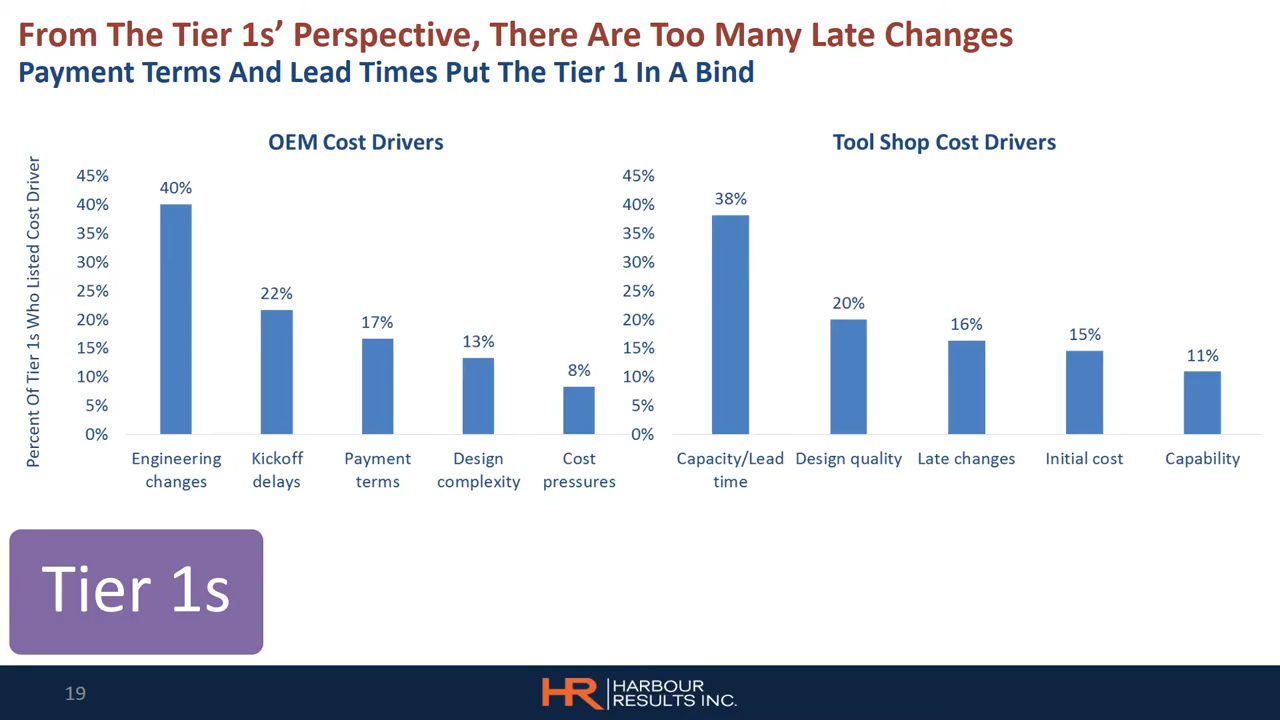 From The Tier 1s’ Perspective, There Are Too Many Late Changes
Payment Terms And Lead Times Put The Tier 1 In A Bind
OEM Cost Drivers
Percent Of Tier 1s Who Listed Cost Driver
45%
40%
35%
30%
25%
20%
15%
10%
5%
0%
40%
22%
17%
13%
8%
Engineering changes
Kickoff delays
Payment terms
Design complexity
Cost pressures
Tool Shop Cost Drivers
45%
40%
35%
30%
25%
20%
15%
10%
5%
0%
38%
20%
16%
15%
11%
Capacity/Lead time
Design quality
Late changes
Initial cost
Capability
Tier 1s
19
HR
HARBOUR
RESULTS INC.